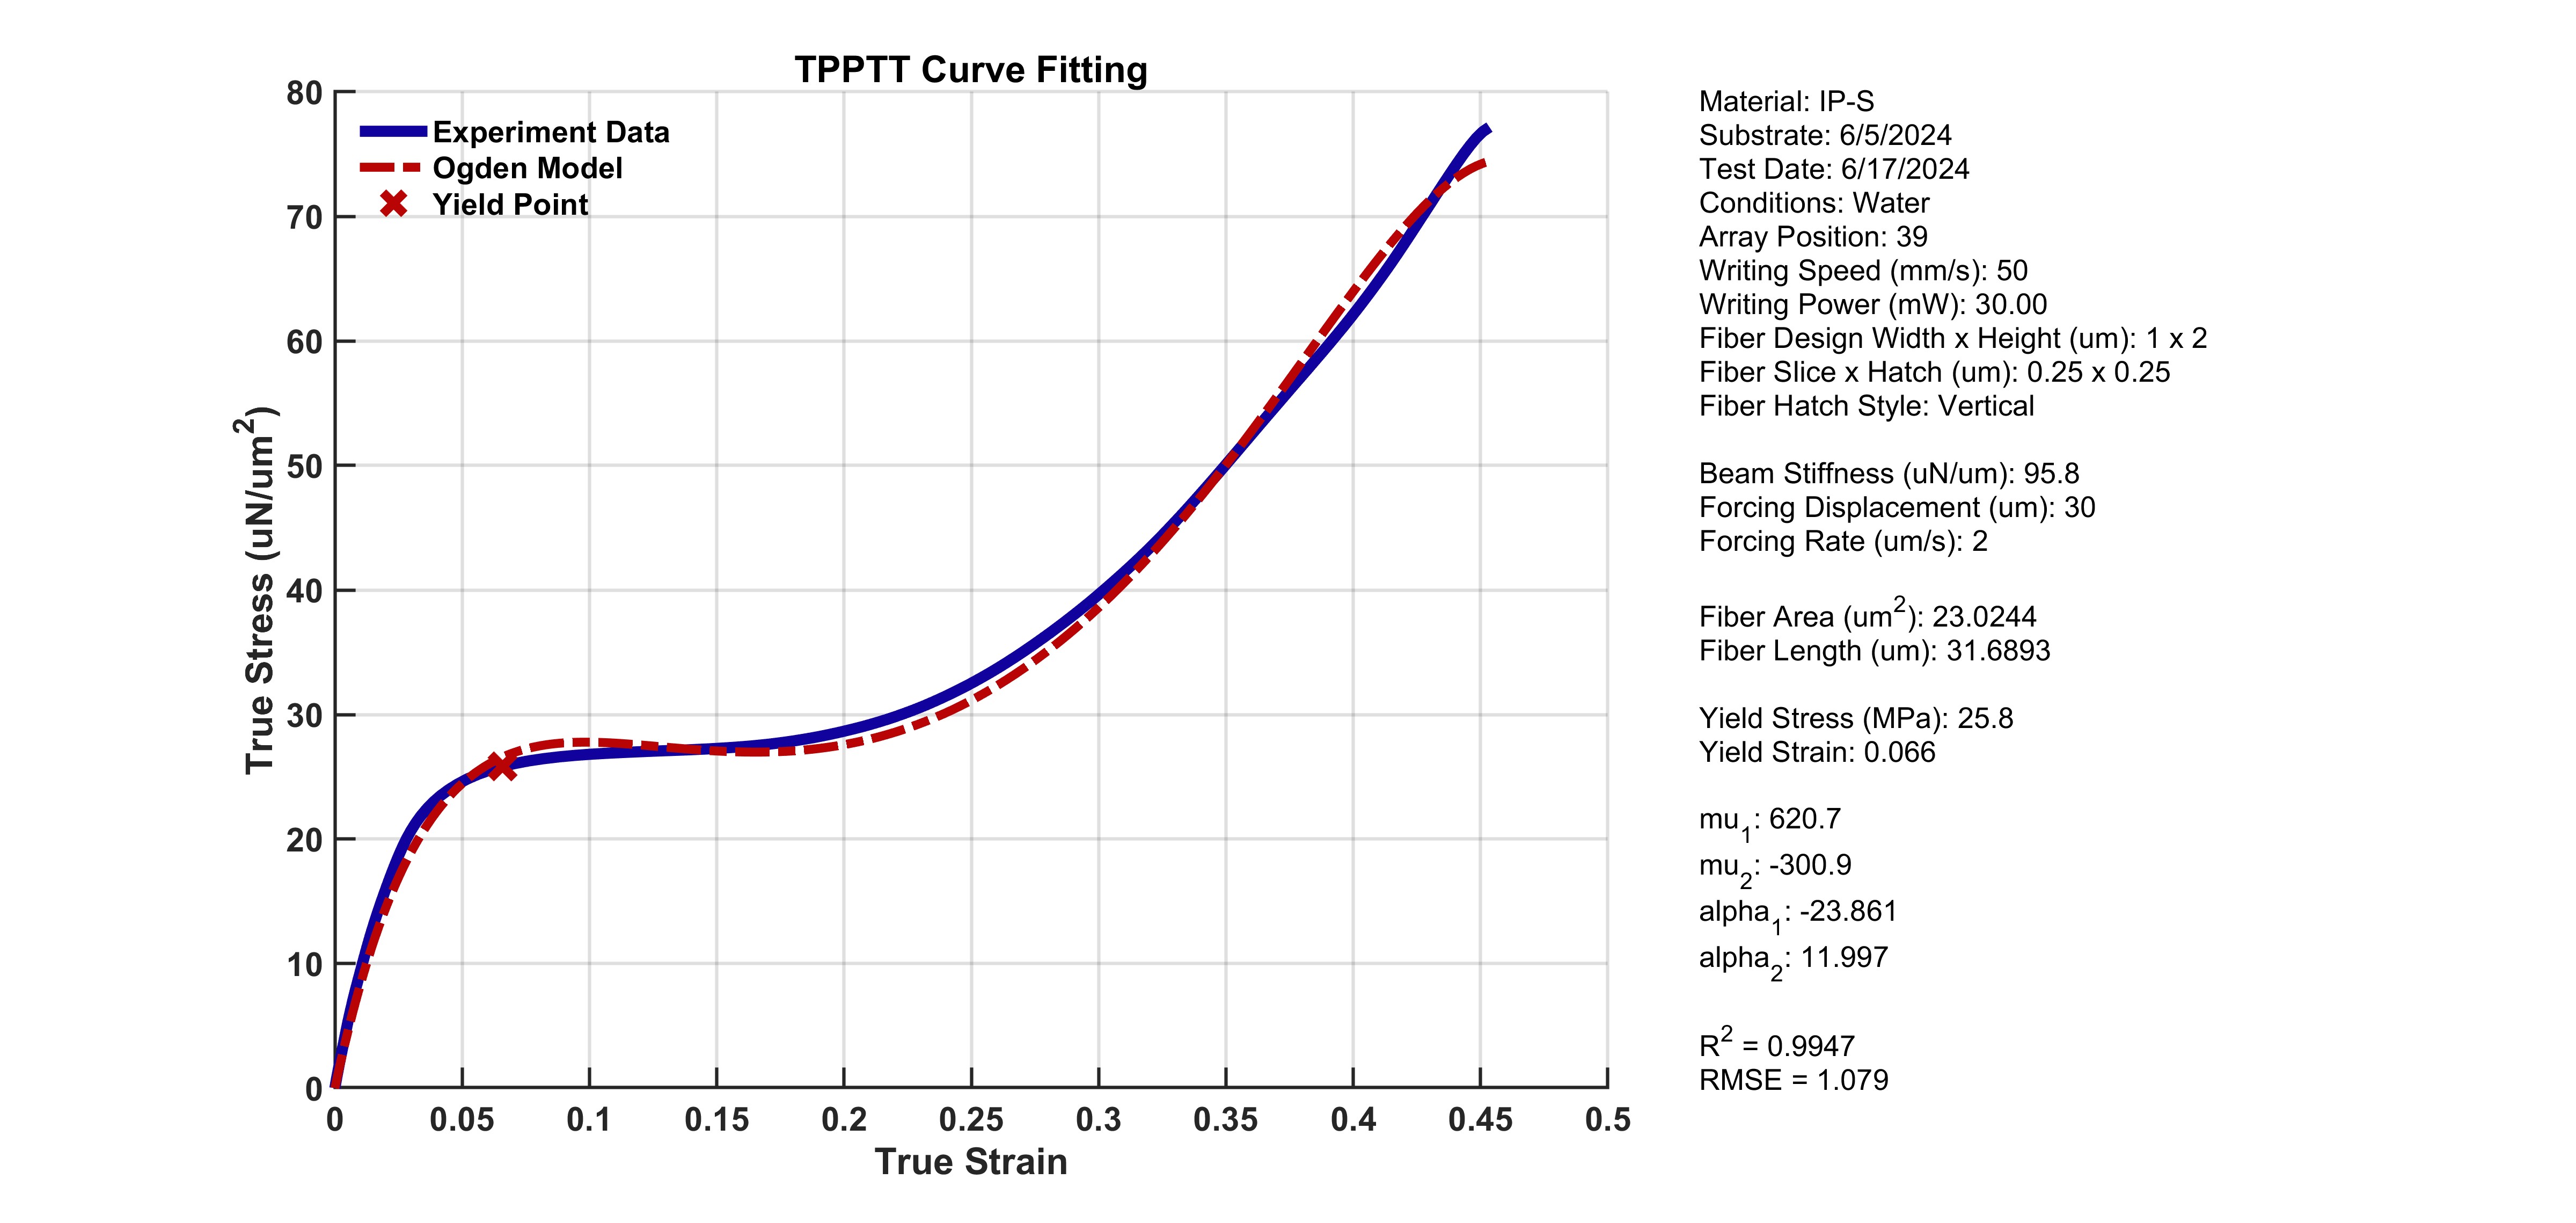 TPPTT Curve Fitting
80
70
60
50
40
30
20
10
0
True Stress (uN/um²)
Experiment Data
Ogden Model
Yield Point
0 0.05 0.1 0.15 0.2 0.25 0.3 0.35 0.4 0.45 0.5
True Strain
Material: IP-S
Substrate: 6/5/2024
Test Date: 6/17/2024
Conditions: Water
Array Position: 39
Writing Speed (mm/s): 50
Writing Power (mW): 30.00
Fiber Design Width x Height (um): 1 x 2
Fiber Slice x Hatch (um): 0.25 x 0.25
Fiber Hatch Style: Vertical
Beam Stiffness (uN/um): 95.8
Forcing Displacement (um): 30
Forcing Rate (um/s): 2
Fiber Area (um²): 23.0244
Fiber Length (um): 31.6893
Yield Stress (MPa): 25.8
Yield Strain: 0.066
mu₁: 620.7
mu₂: -300.9
alpha₁: -23.861
alpha₂: 11.997
R² = 0.9947
RMSE = 1.079